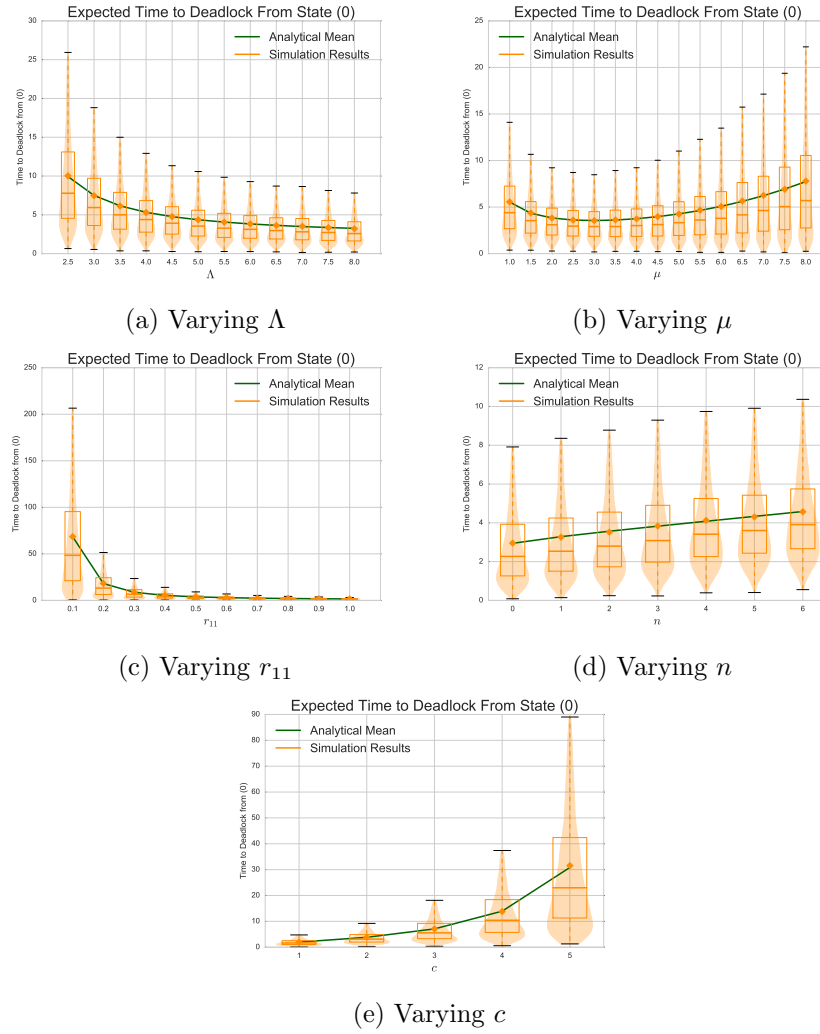 Expected Time to Deadlock From State (0)
Time to Deadlock from (0)
30
25
20
15
10
5
0
Analytical Mean
Simulation Results
2.5 3.0 3.5 4.0 4.5 5.0 5.5 6.0 6.5 7.0 7.5 8.0
Λ
(a) Varying Λ
Expected Time to Deadlock From State (0)
Time to Deadlock from (0)
25
20
15
10
5
0
Analytical Mean
Simulation Results
1.0 1.5 2.0 2.5 3.0 3.5 4.0 4.5 5.0 5.5 6.0 6.5 7.0 7.5 8.0
μ
(b) Varying μ
Expected Time to Deadlock From State (0)
Time to Deadlock from (0)
250
200
150
100
50
0
Analytical Mean
Simulation Results
0.1 0.2 0.3 0.4 0.5 0.6 0.7 0.8 0.9 1.0
r₁₁
(c) Varying r₁₁
Expected Time to Deadlock From State (0)
Time to Deadlock from (0)
12
10
8
6
4
2
0
Analytical Mean
Simulation Results
0 1 2 3 4 5 6
n
(d) Varying n
Expected Time to Deadlock From State (0)
Time to Deadlock from (0)
90
80
70
60
50
40
30
20
10
0
Analytical Mean
Simulation Results
1 2 3 4 5
c
(e) Varying c